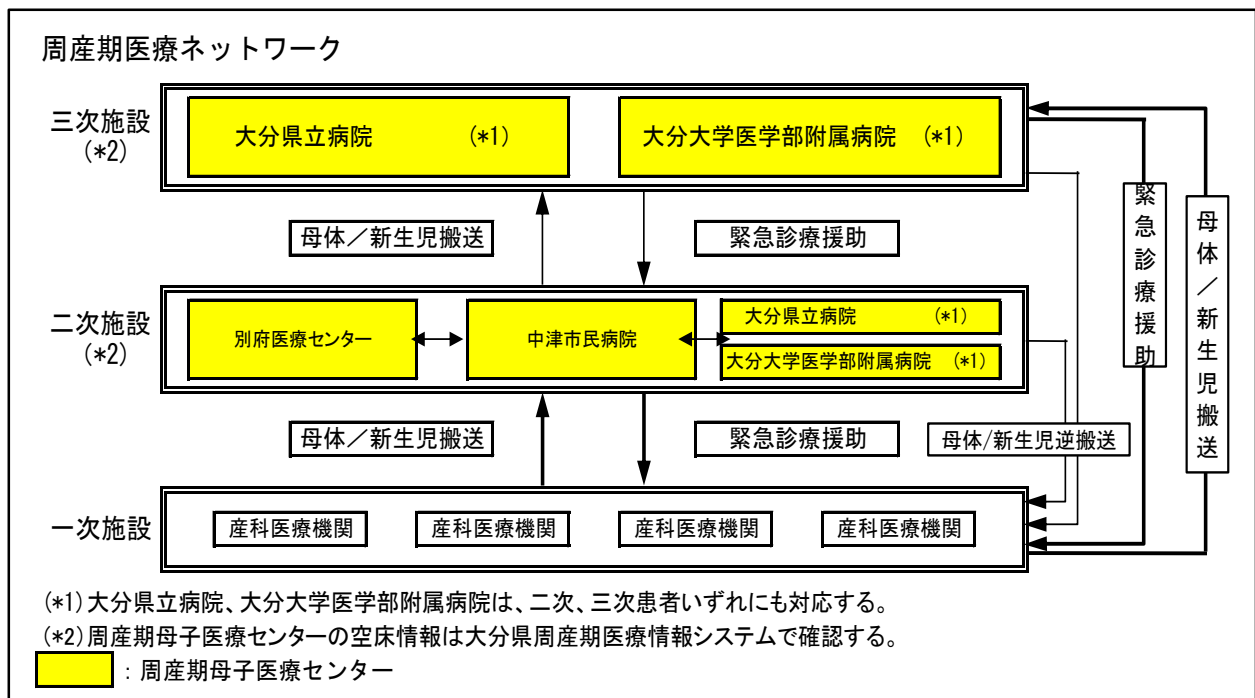 周産期医療ネットワーク
三次施設
(*2)
大分県立病院 (*1)
大分大学医学部附属病院 (*1)
母体／新生児搬送
緊急診療援助
二次施設
(*2)
別府医療センター
中津市民病院
大分県立病院 (*1)
大分大学医学部附属病院 (*1)
母体／新生児搬送
緊急診療援助
母体/新生児逆搬送
緊急診療援助
母体／新生児搬送
一次施設
産科医療機関
産科医療機関
産科医療機関
産科医療機関
(*1)大分県立病院、大分大学医学部附属病院は、二次、三次患者いずれにも対応する。
(*2)周産期母子医療センターの空床情報は大分県周産期医療情報システムで確認する。
：周産期母子医療センター